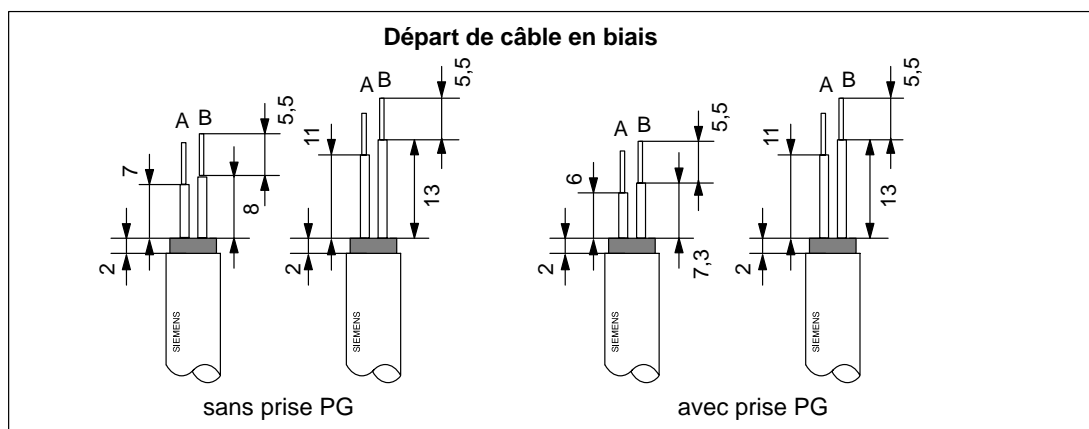 Départ de câble en biais
A B 5,5
7
8
2
SIEMENS
A B 5,5
11
13
2
SIEMENS
sans prise PG
A B 5,5
6
7,3
2
SIEMENS
A B 5,5
11
13
2
SIEMENS
avec prise PG